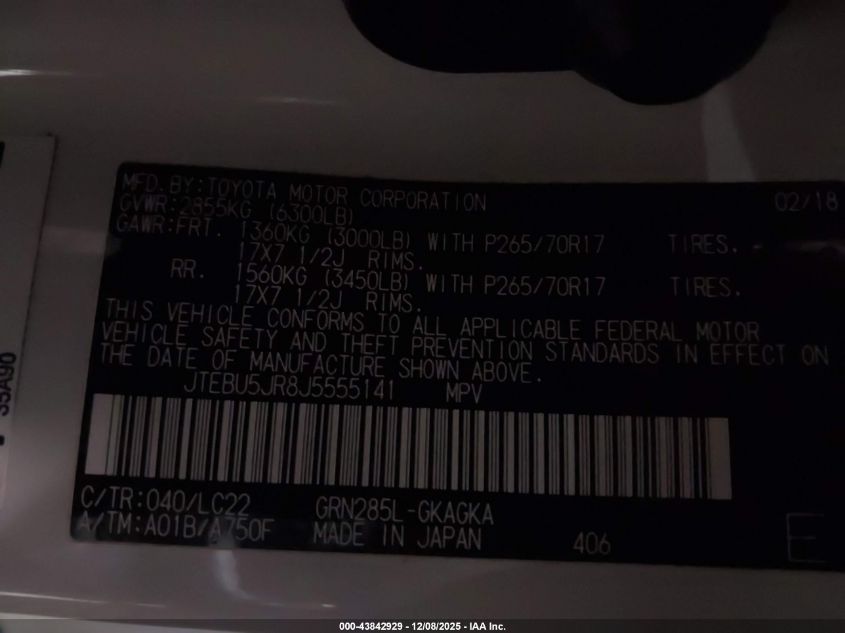 MFD.BY:TOYOTA MOTOR CORPORATION 02/18
GVWR:2855KG (6300LB)
GAWR:FRT. 1360KG (3000LB) WITH P265/70R17 TIRES.
17X7 1/2J RIMS.
RR. 1560KG (3450LB) WITH P265/70R17 TIRES.
17X7 1/2J RIMS.
THIS VEHICLE CONFORMS TO ALL APPLICABLE FEDERAL MOTOR
VEHICLE SAFETY AND THEFT PREVENTION STANDARDS IN EFFECT ON
THE DATE OF MANUFACTURE SHOWN ABOVE.
JTEBU5JR8J5555141 MPV
C/TR:040/LC22 GRN285L-GKAGKA
A/TM:A01B/A750F MADE IN JAPAN 406
E
35A90
000-43842929 - 12/08/2025 - IAA Inc.